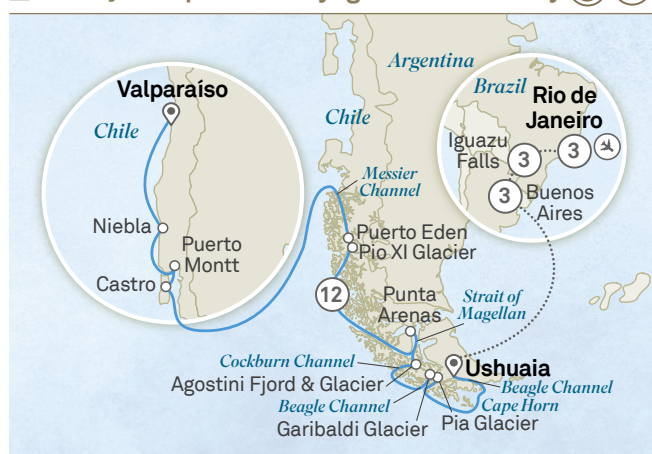 Argentina
Brazil
Rio de
Janeiro
Valparaíso
Chile
Chile
Iguazu
Falls
3
3
3
Buenos
Aires
Messier
Channel
Niebla
Puerto
Montt
Castro
Puerto Eden
Pio XI Glacier
12
Punta
Arenas
Strait of
Magellan
Cockburn Channel
Agostini Fjord & Glacier
Ushuaia
Beagle Channel
Beagle Channel
Cape Horn
Garibaldi Glacier
Pia Glacier